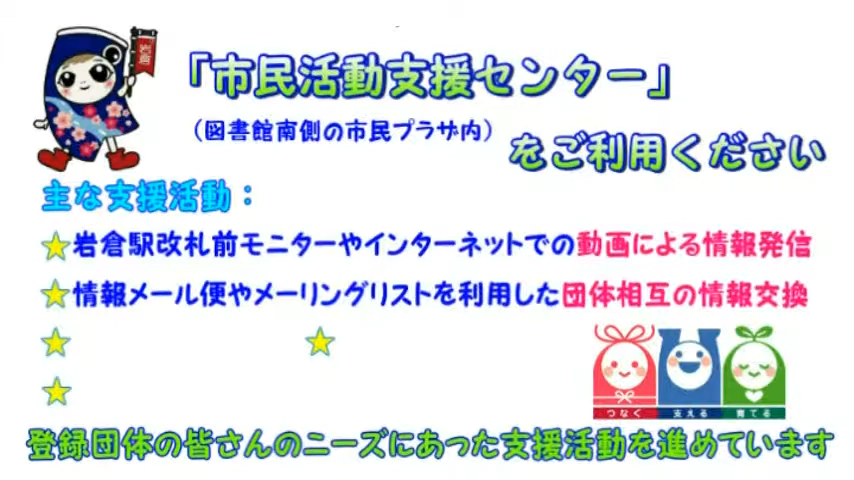 岩倉
「市民活動支援センター」
（図書館南側の市民プラザ内）
をご利用ください
主な支援活動：
★岩倉駅改札前モニターやインターネットでの動画による情報発信
★情報メール便やメーリングリストを利用した団体相互の情報交換
★ ★
★
つなぐ 支える 育てる
登録団体の皆さんのニーズにあった支援活動を進めています